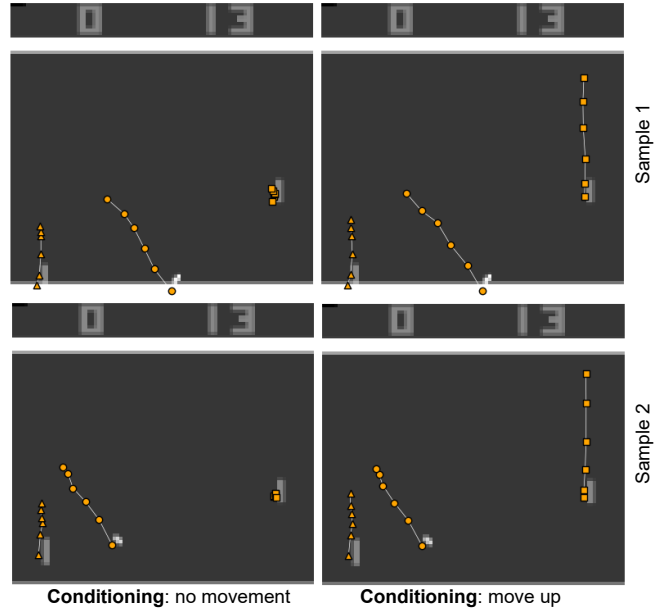 0 13 0 13
Sample 1
0 13 0 13
Sample 2
Conditioning: no movement Conditioning: move up